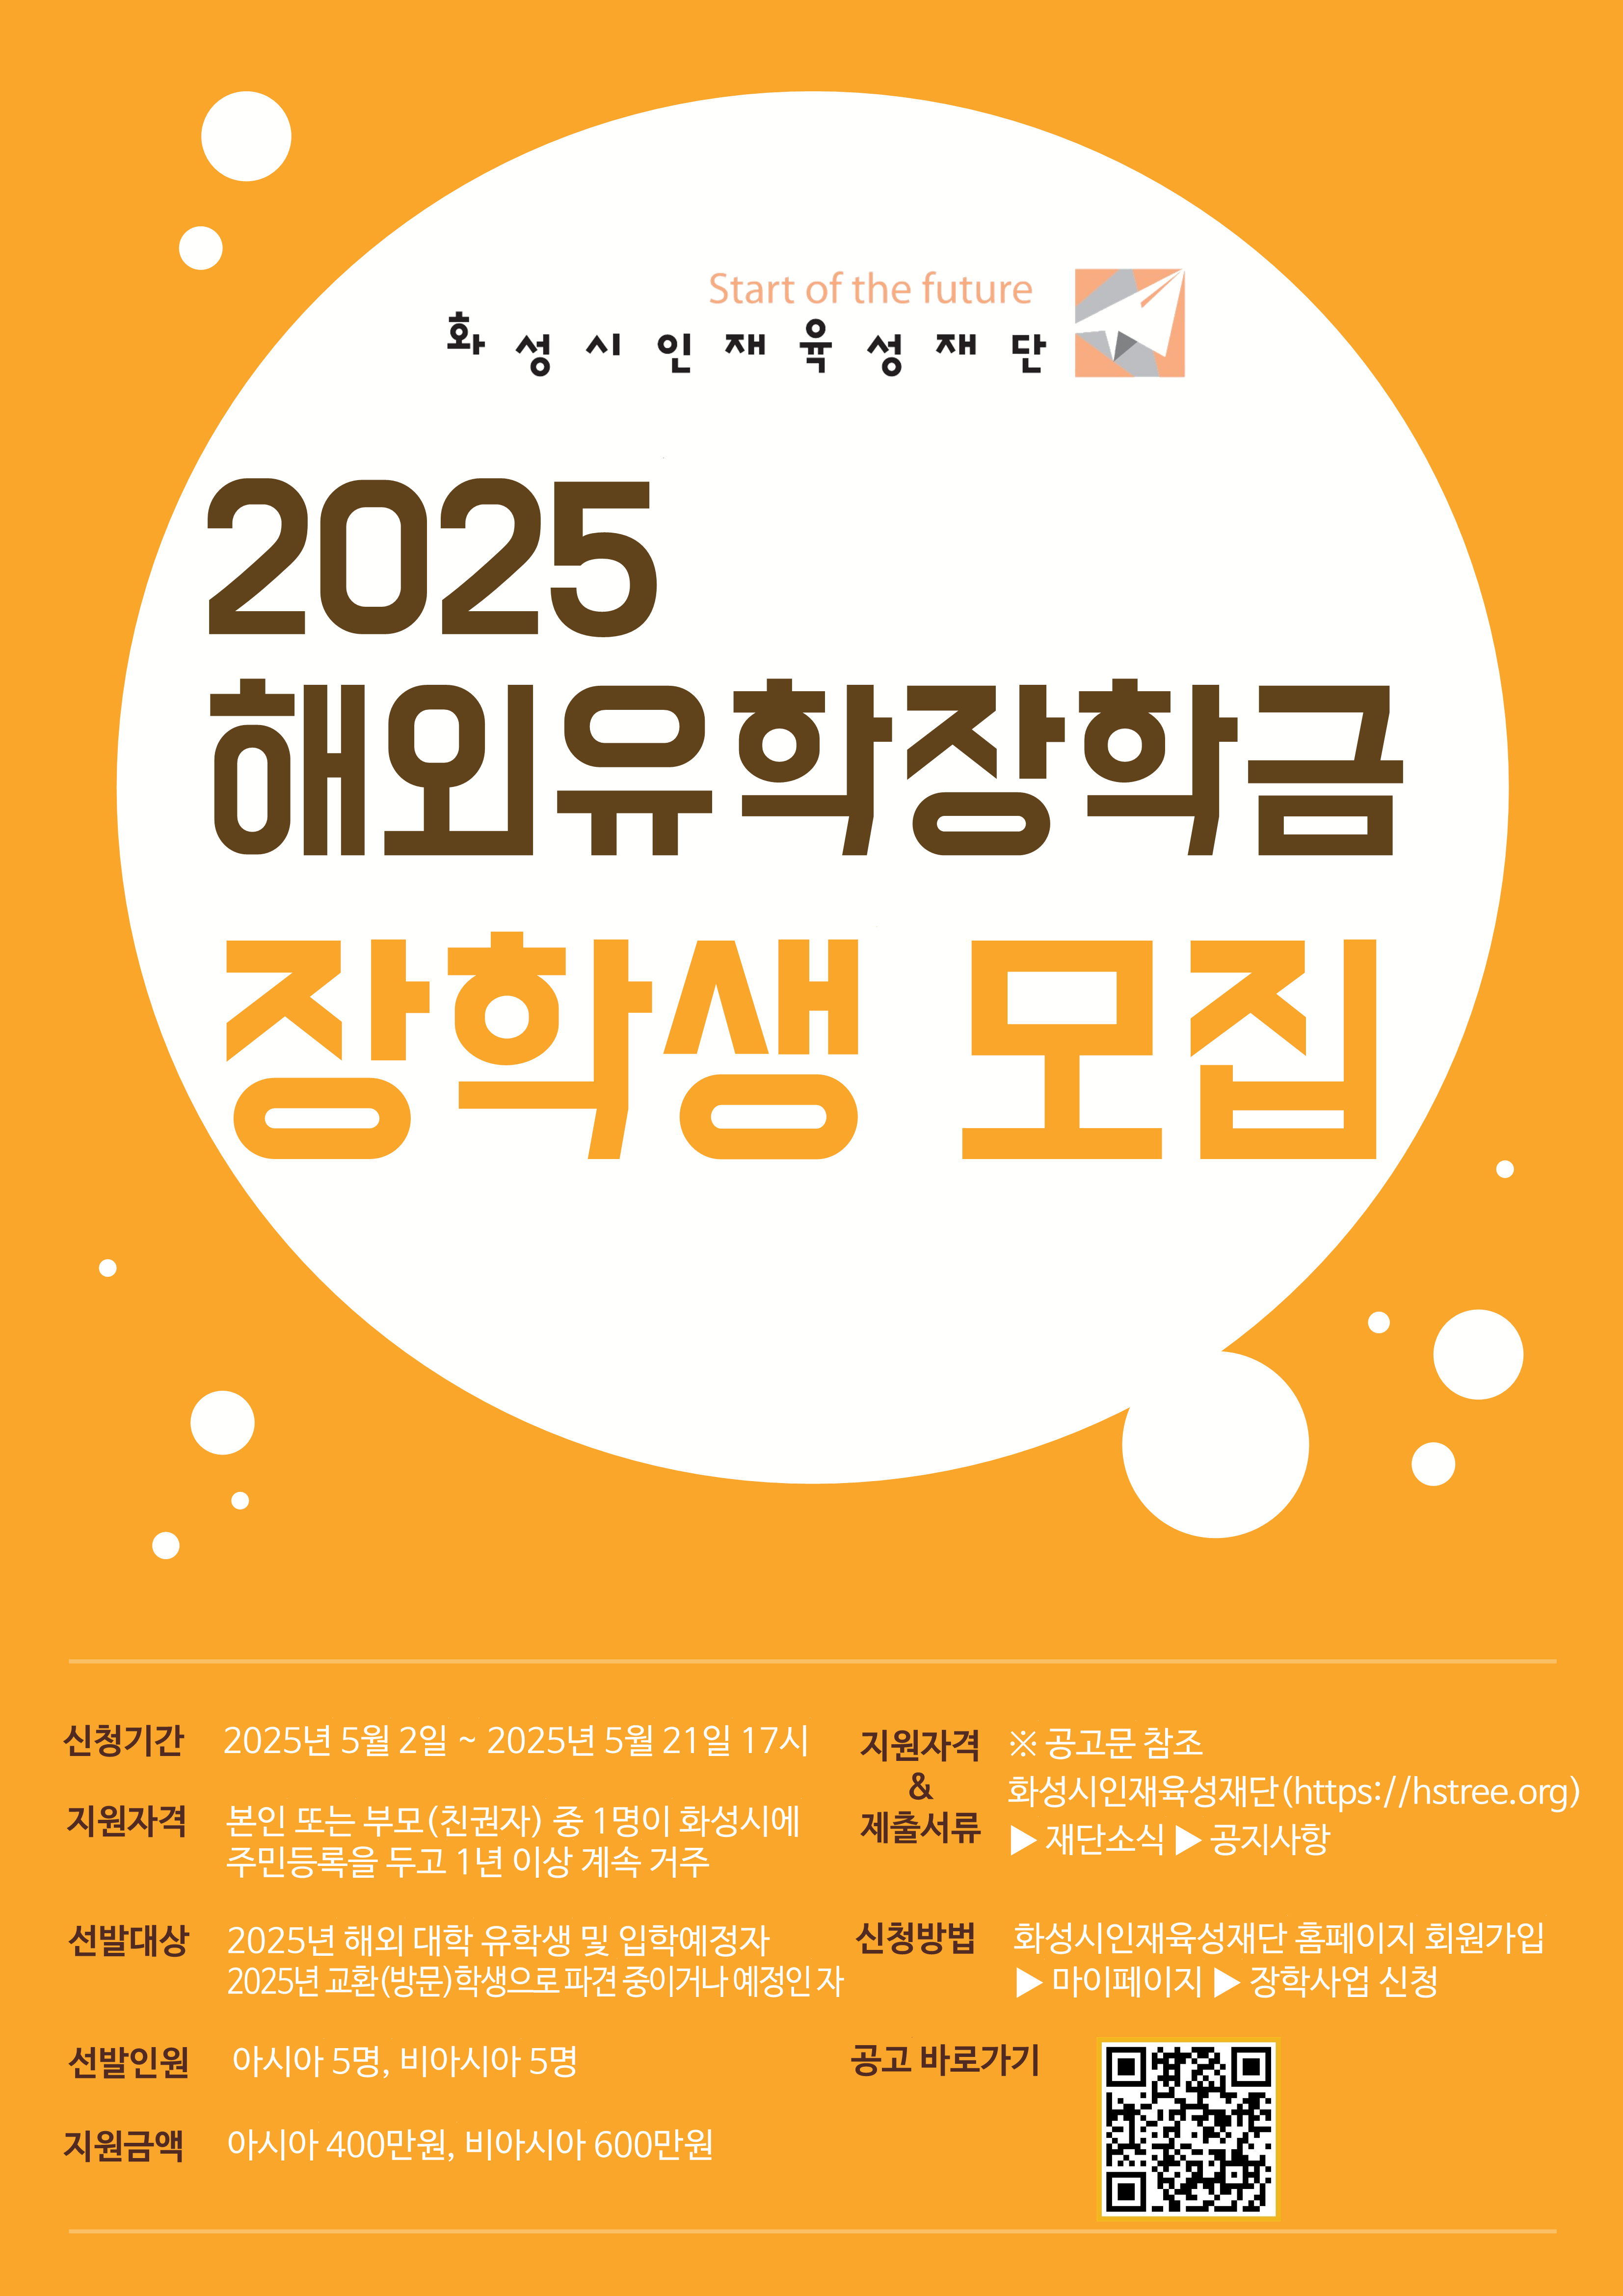 Start of the future
화성시인재육성재단
2025
해외유학장학금
장학생 모집
신청기간 2025년 5월 2일 ~ 2025년 5월 21일 17시
지원자격 본인 또는 부모(친권자) 중 1명이 화성시에
주민등록을 두고 1년 이상 계속 거주
선발대상 2025년 해외 대학 유학생 및 입학예정자
2025년 교환(방문)학생으로 파견 중이거나 예정인 자
선발인원 아시아 5명, 비아시아 5명
지원금액 아시아 400만원, 비아시아 600만원
지원자격
&
제출서류
※ 공고문 참조
화성시인재육성재단(https://hstree.org)
▶ 재단소식 ▶ 공지사항
신청방법 화성시인재육성재단 홈페이지 회원가입
▶ 마이페이지 ▶ 장학사업 신청
공고 바로가기